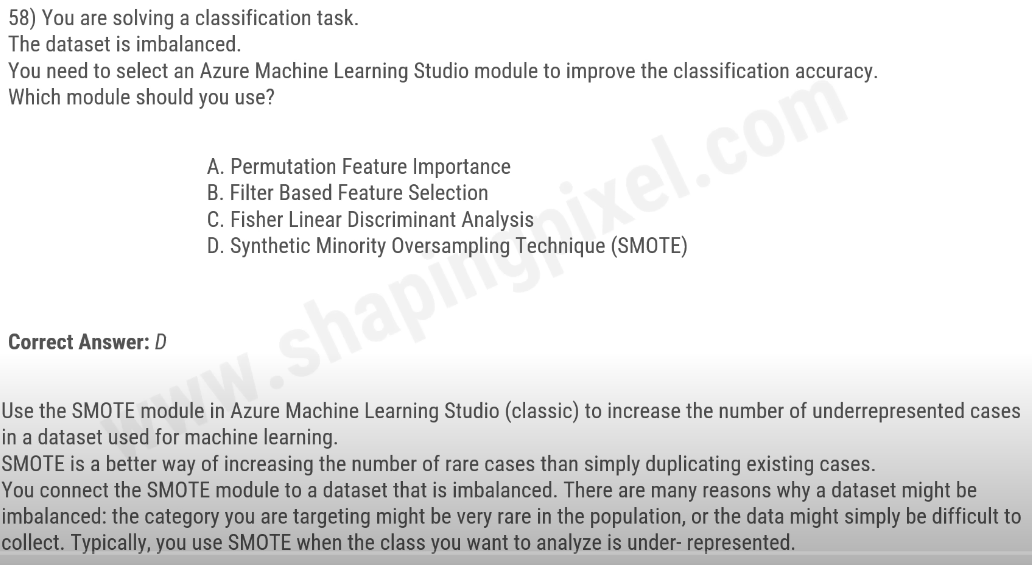 58) You are solving a classification task.
The dataset is imbalanced.
You need to select an Azure Machine Learning Studio module to improve the classification accuracy.
Which module should you use?
A. Permutation Feature Importance
B. Filter Based Feature Selection
C. Fisher Linear Discriminant Analysis
D. Synthetic Minority Oversampling Technique (SMOTE)
www.shapingpixel.com
Correct Answer: D
Use the SMOTE module in Azure Machine Learning Studio (classic) to increase the number of underrepresented cases
in a dataset used for machine learning.
SMOTE is a better way of increasing the number of rare cases than simply duplicating existing cases.
You connect the SMOTE module to a dataset that is imbalanced. There are many reasons why a dataset might be
imbalanced: the category you are targeting might be very rare in the population, or the data might simply be difficult to
collect. Typically, you use SMOTE when the class you want to analyze is under- represented.